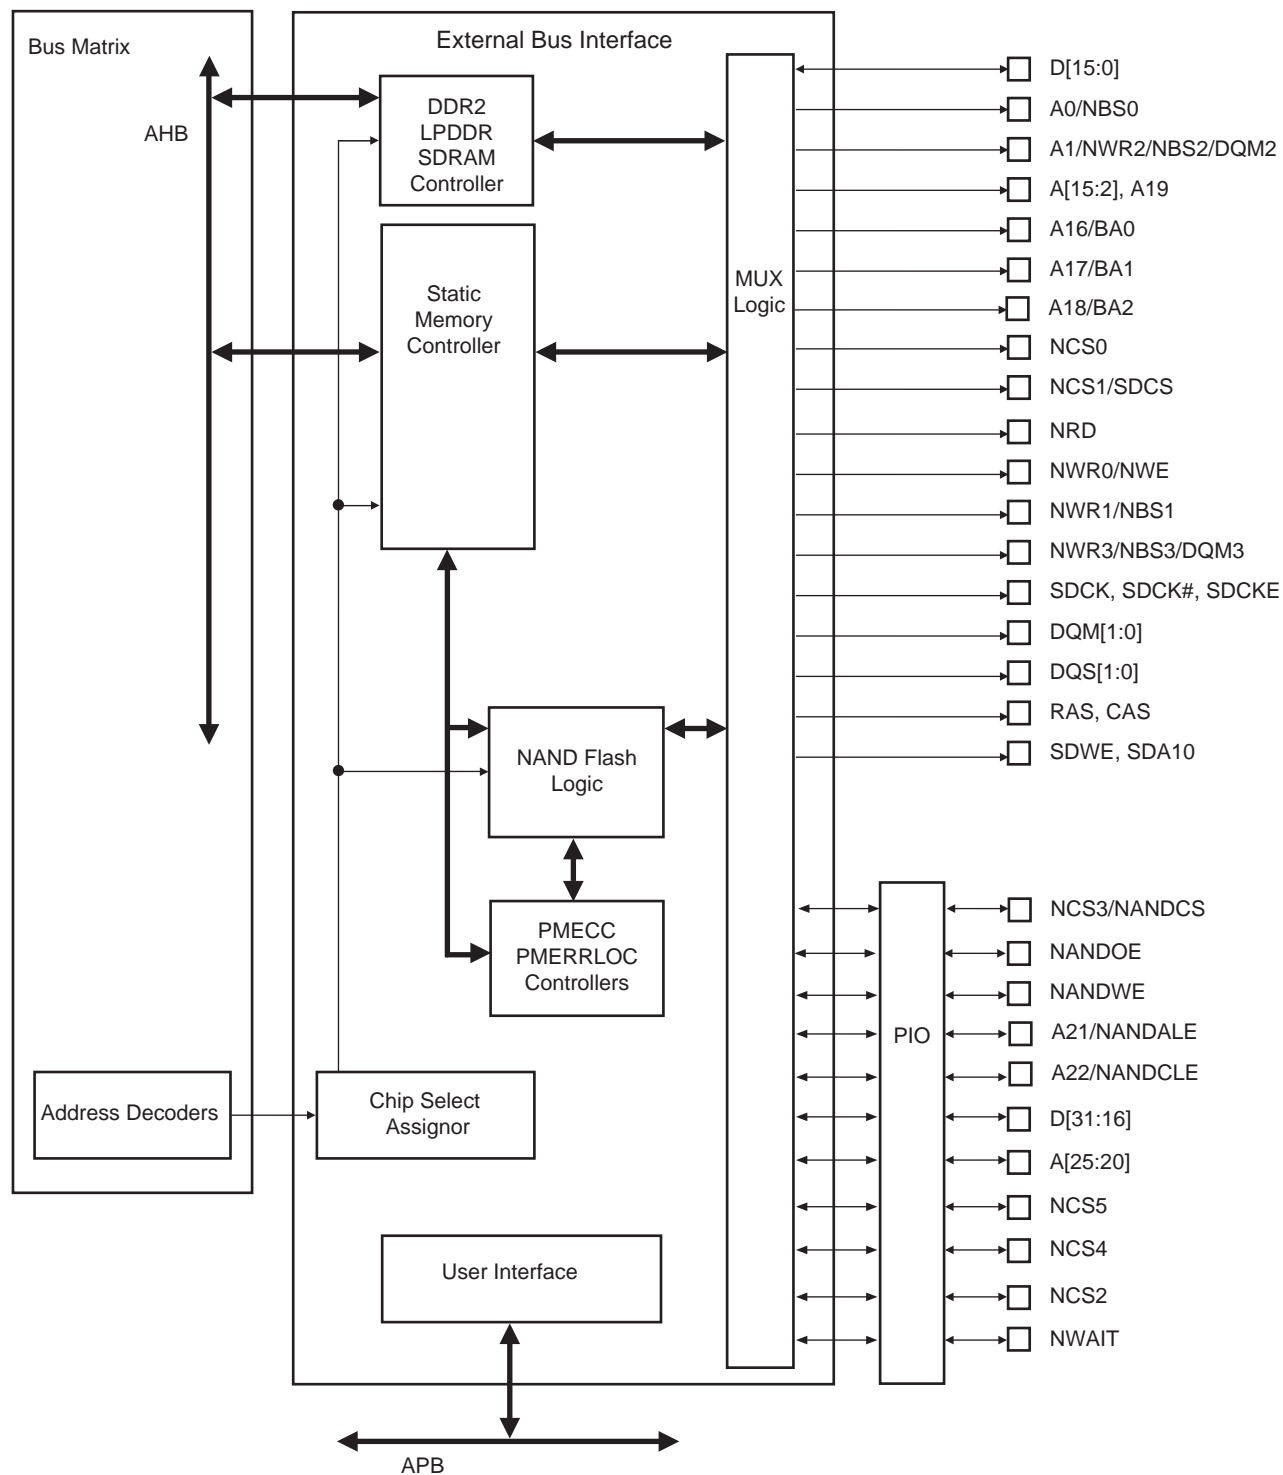 Bus Matrix
AHB
Address Decoders
External Bus Interface
DDR2
LPDDR
SDRAM
Controller
Static
Memory
Controller
NAND Flash
Logic
PMECC
PMERRLOC
Controllers
Chip Select
Assignor
User Interface
APB
MUX
Logic
PIO
D[15:0]
A0/NBS0
A1/NWR2/NBS2/DQM2
A[15:2], A19
A16/BA0
A17/BA1
A18/BA2
NCS0
NCS1/SDCS
NRD
NWR0/NWE
NWR1/NBS1
NWR3/NBS3/DQM3
SDCK, SDCK#, SDCKE
DQM[1:0]
DQS[1:0]
RAS, CAS
SDWE, SDA10
NCS3/NANDCS
NANDOE
NANDWE
A21/NANDALE
A22/NANDCLE
D[31:16]
A[25:20]
NCS5
NCS4
NCS2
NWAIT